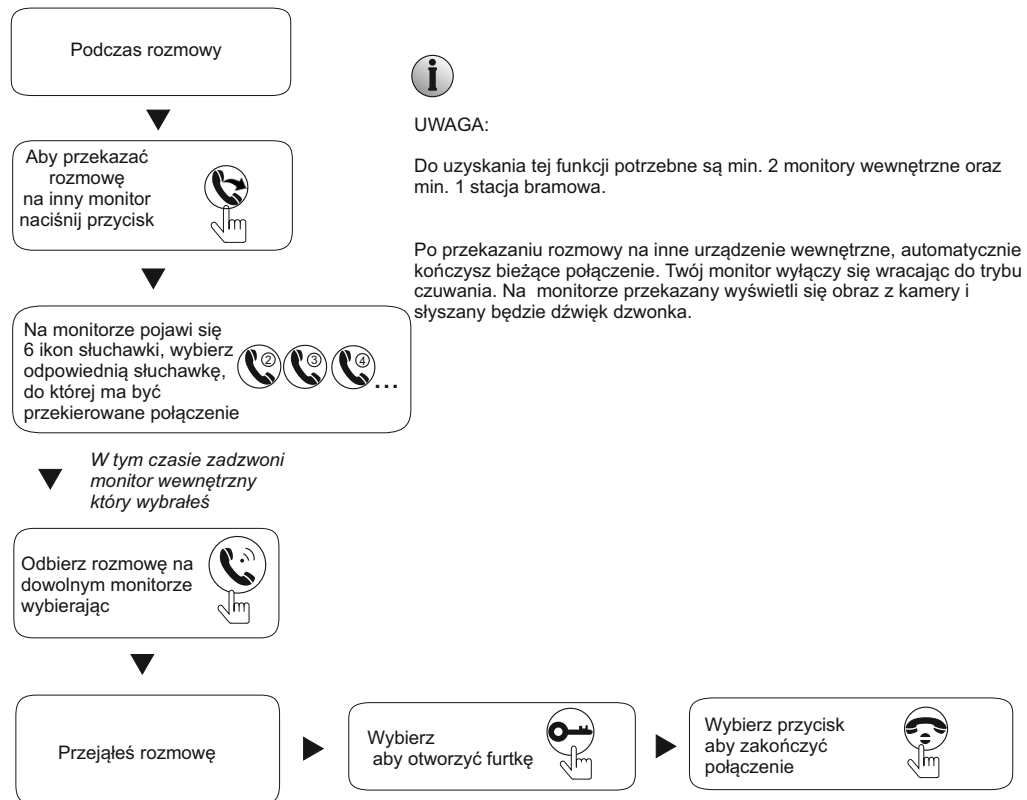 Podczas rozmowy
Aby przekazać
rozmowę
na inny monitor
naciśnij przycisk
Na monitorze pojawi się
6 ikon słuchawki, wybierz
odpowiednią słuchawkę,
do której ma być
przekierowane połączenie
2 3 4 ...
W tym czasie zadzwoni
monitor wewnętrzny
który wybrałeś
Odbierz rozmowę na
dowolnym monitorze
wybierając
Przejąłeś rozmowę
Wybierz
aby otworzyć furtkę
Wybierz przycisk
aby zakończyć
połączenie
i
UWAGA:
Do uzyskania tej funkcji potrzebne są min. 2 monitory wewnętrzne oraz
min. 1 stacja bramowa.
Po przekazaniu rozmowy na inne urządzenie wewnętrzne, automatycznie
kończysz bieżące połączenie. Twój monitor wyłączy się wracając do trybu
czuwania. Na monitorze przekazany wyświetli się obraz z kamery i
słyszany będzie dźwięk dzwonka.